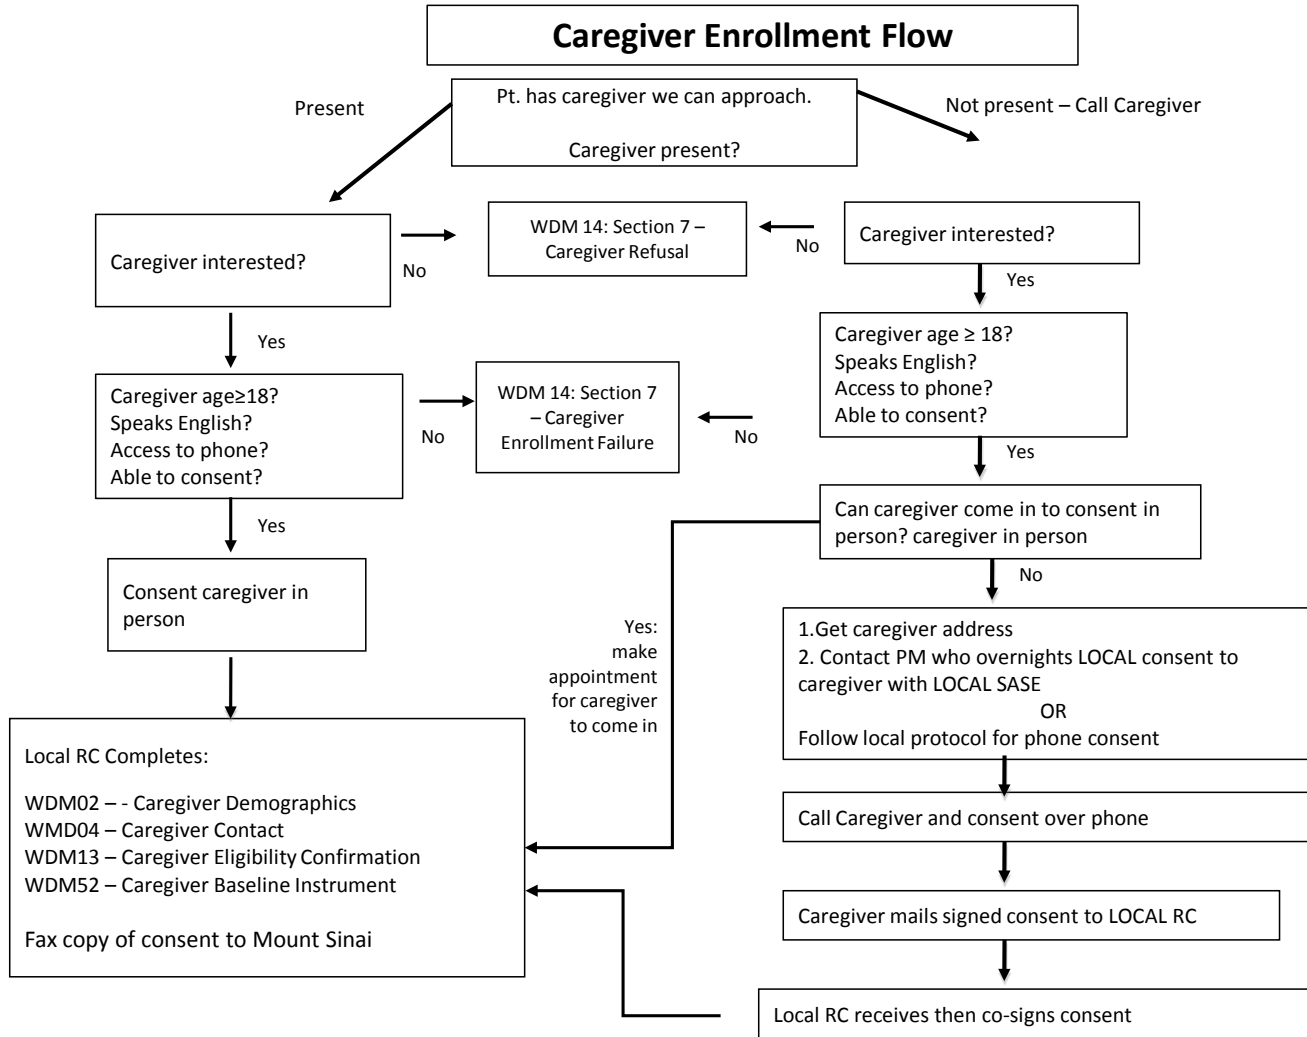 Caregiver Enrollment Flow
Present
Pt. has caregiver we can approach.
Caregiver present?
Not present – Call Caregiver
Caregiver interested?
No
WDM 14: Section 7 –
Caregiver Refusal
No
Caregiver interested?
Yes
Yes
Caregiver age≥18?
Speaks English?
Access to phone?
Able to consent?
No
WDM 14: Section 7
– Caregiver
Enrollment Failure
No
Caregiver age ≥ 18?
Speaks English?
Access to phone?
Able to consent?
Yes
Yes
Can caregiver come in to consent in
person? caregiver in person
No
Consent caregiver in
person
Yes:
make
appointment
for caregiver
to come in
1.Get caregiver address
2. Contact PM who overnights LOCAL consent to
caregiver with LOCAL SASE
OR
Follow local protocol for phone consent
Local RC Completes:
WDM02 – - Caregiver Demographics
WMD04 – Caregiver Contact
WDM13 – Caregiver Eligibility Confirmation
WDM52 – Caregiver Baseline Instrument
Fax copy of consent to Mount Sinai
Call Caregiver and consent over phone
Caregiver mails signed consent to LOCAL RC
Local RC receives then co-signs consent